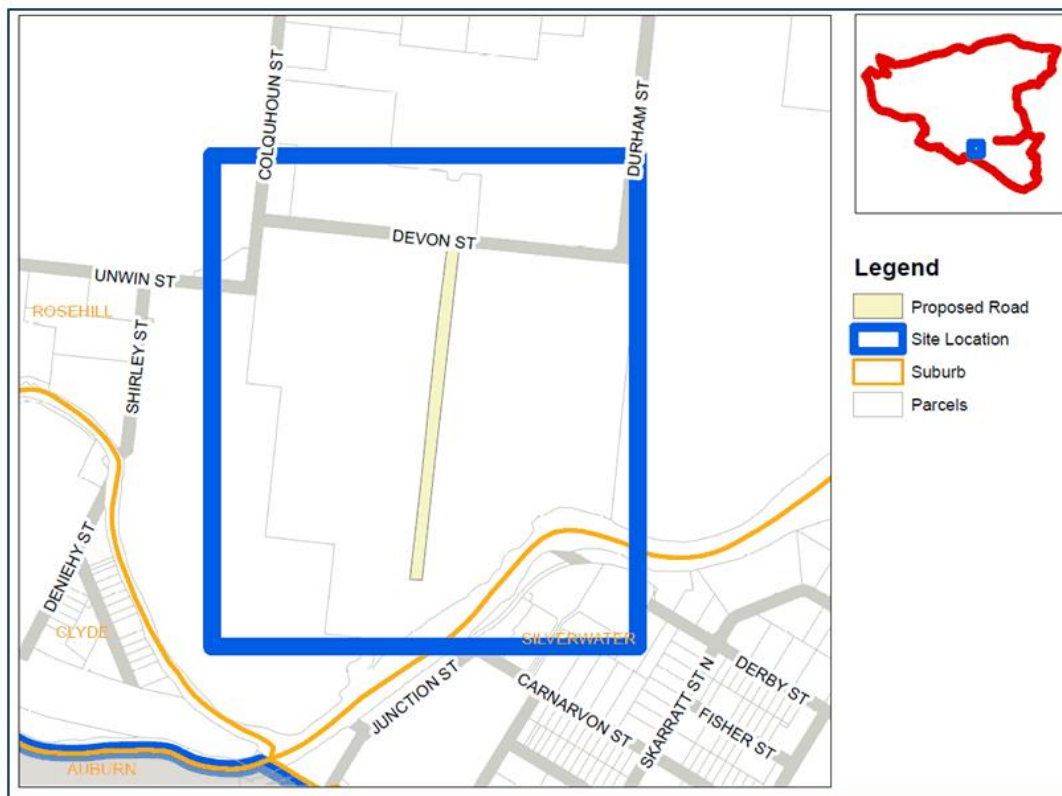 COLQUHOUN ST
DURHAM ST
DEVON ST
UNWIN ST
ROSEHILL
SHIRLEY ST
DENIEHY ST
CLYDE
SILVERWATER
JUNCTION ST
CARNARVON ST
SKARRATT ST N
DERBY ST
FISHER ST
AUBURN
Legend
Proposed Road
Site Location
Suburb
Parcels